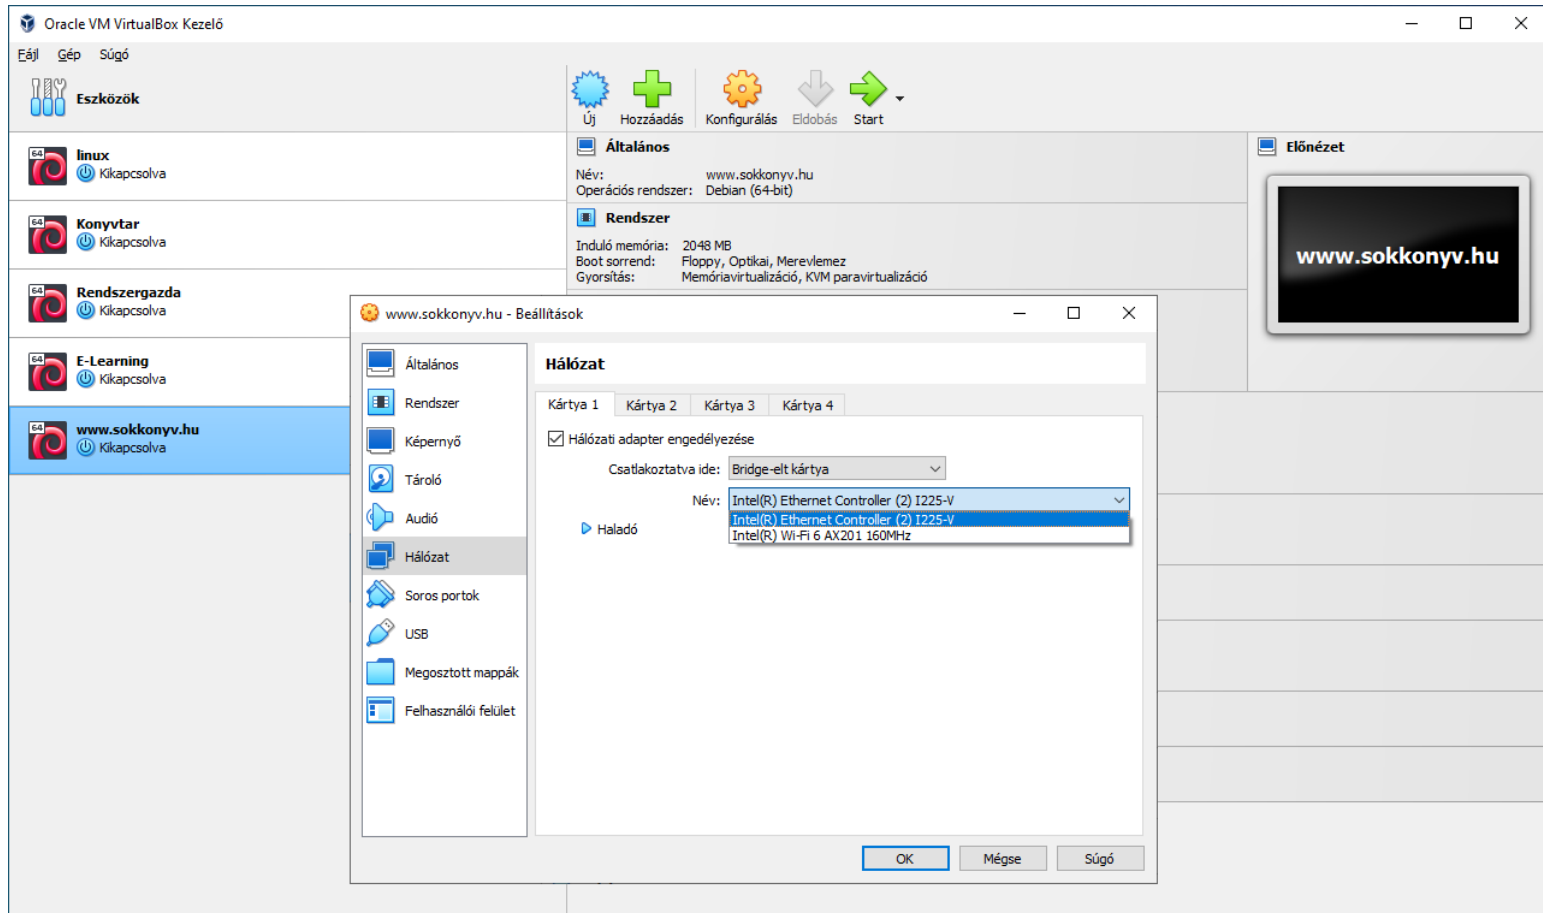 Oracle VM VirtualBox Kezelő
Fájl Gép Súgó
Eszközök
Új Hozzáadás Konfigurálás Eldobás Start
64 linux
Kikapcsolva
64 Konyvtar
Kikapcsolva
64 Rendszergazda
Kikapcsolva
64 E-Learning
Kikapcsolva
64 www.sokkonyv.hu
Kikapcsolva
Általános
Név: www.sokkonyv.hu
Operációs rendszer: Debian (64-bit)
Rendszer
Induló memória: 2048 MB
Boot sorrend: Floppy, Optikai, Merevlemez
Gyorsítás: Memóriavirtualizáció, KVM paravirtualizáció
Előnézet
www.sokkonyv.hu
www.sokkonyv.hu - Beállítások
Általános
Rendszer
Képernyő
Tároló
Audió
Hálózat
Soros portok
USB
Megosztott mappák
Felhasználói felület
Hálózat
Kártya 1 Kártya 2 Kártya 3 Kártya 4
Hálózati adapter engedélyezése
Csatlakoztatva ide: Bridge-elt kártya
Név: Intel(R) Ethernet Controller (2) I225-V
Intel(R) Ethernet Controller (2) I225-V
Intel(R) Wi-Fi 6 AX201 160MHz
Haladó
OK Mégse Súgó